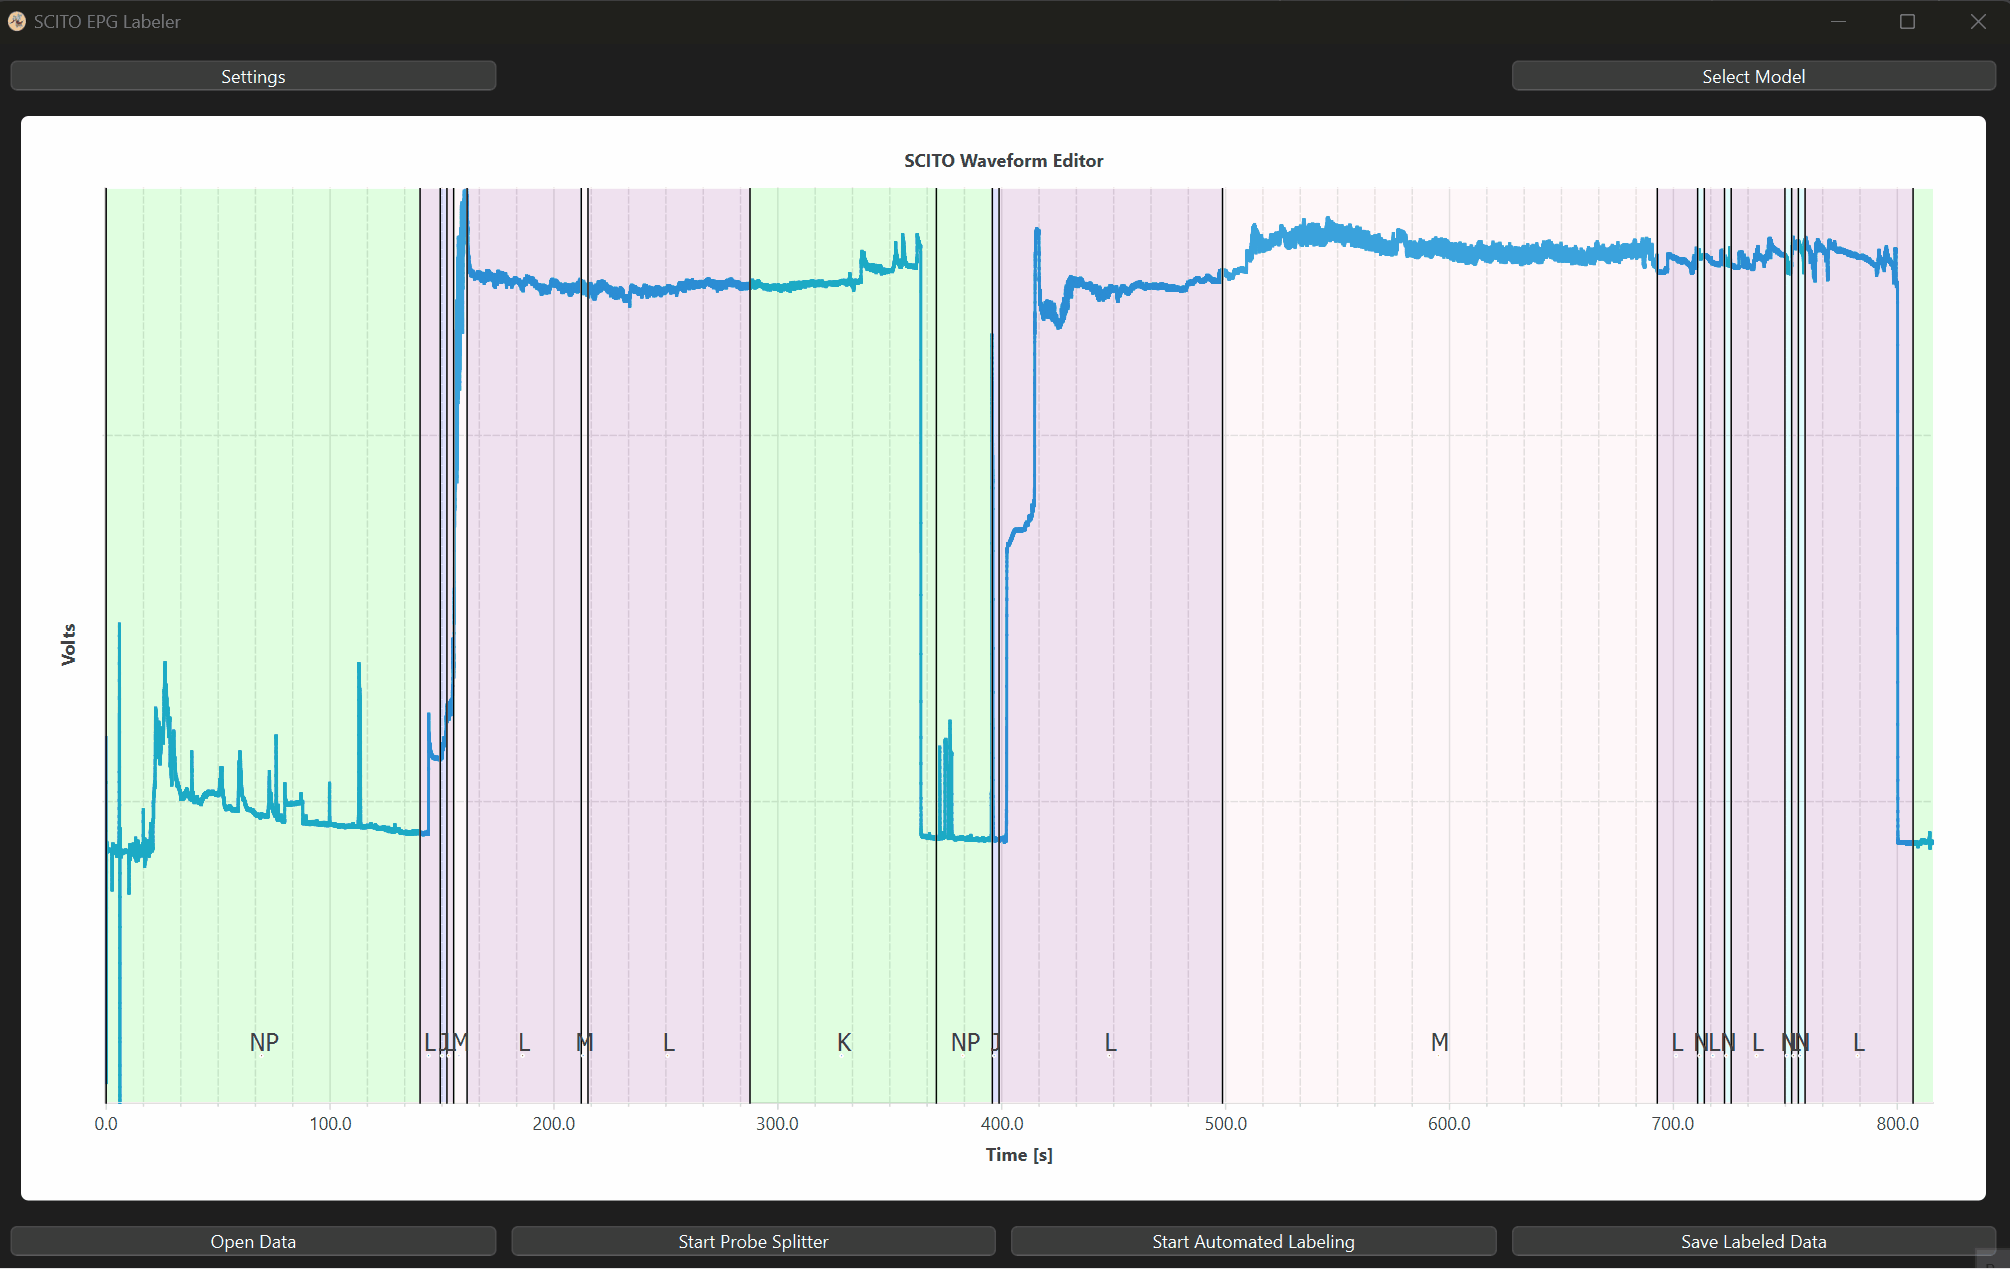 SCITO EPG Labeler
Settings
Select Model
SCITO Waveform Editor
Volts
NP L J L M L M L K NP J L M L N L N L N L N L
0.0 100.0 200.0 300.0 400.0 500.0 600.0 700.0 800.0
Time [s]
Open Data
Start Probe Splitter
Start Automated Labeling
Save Labeled Data